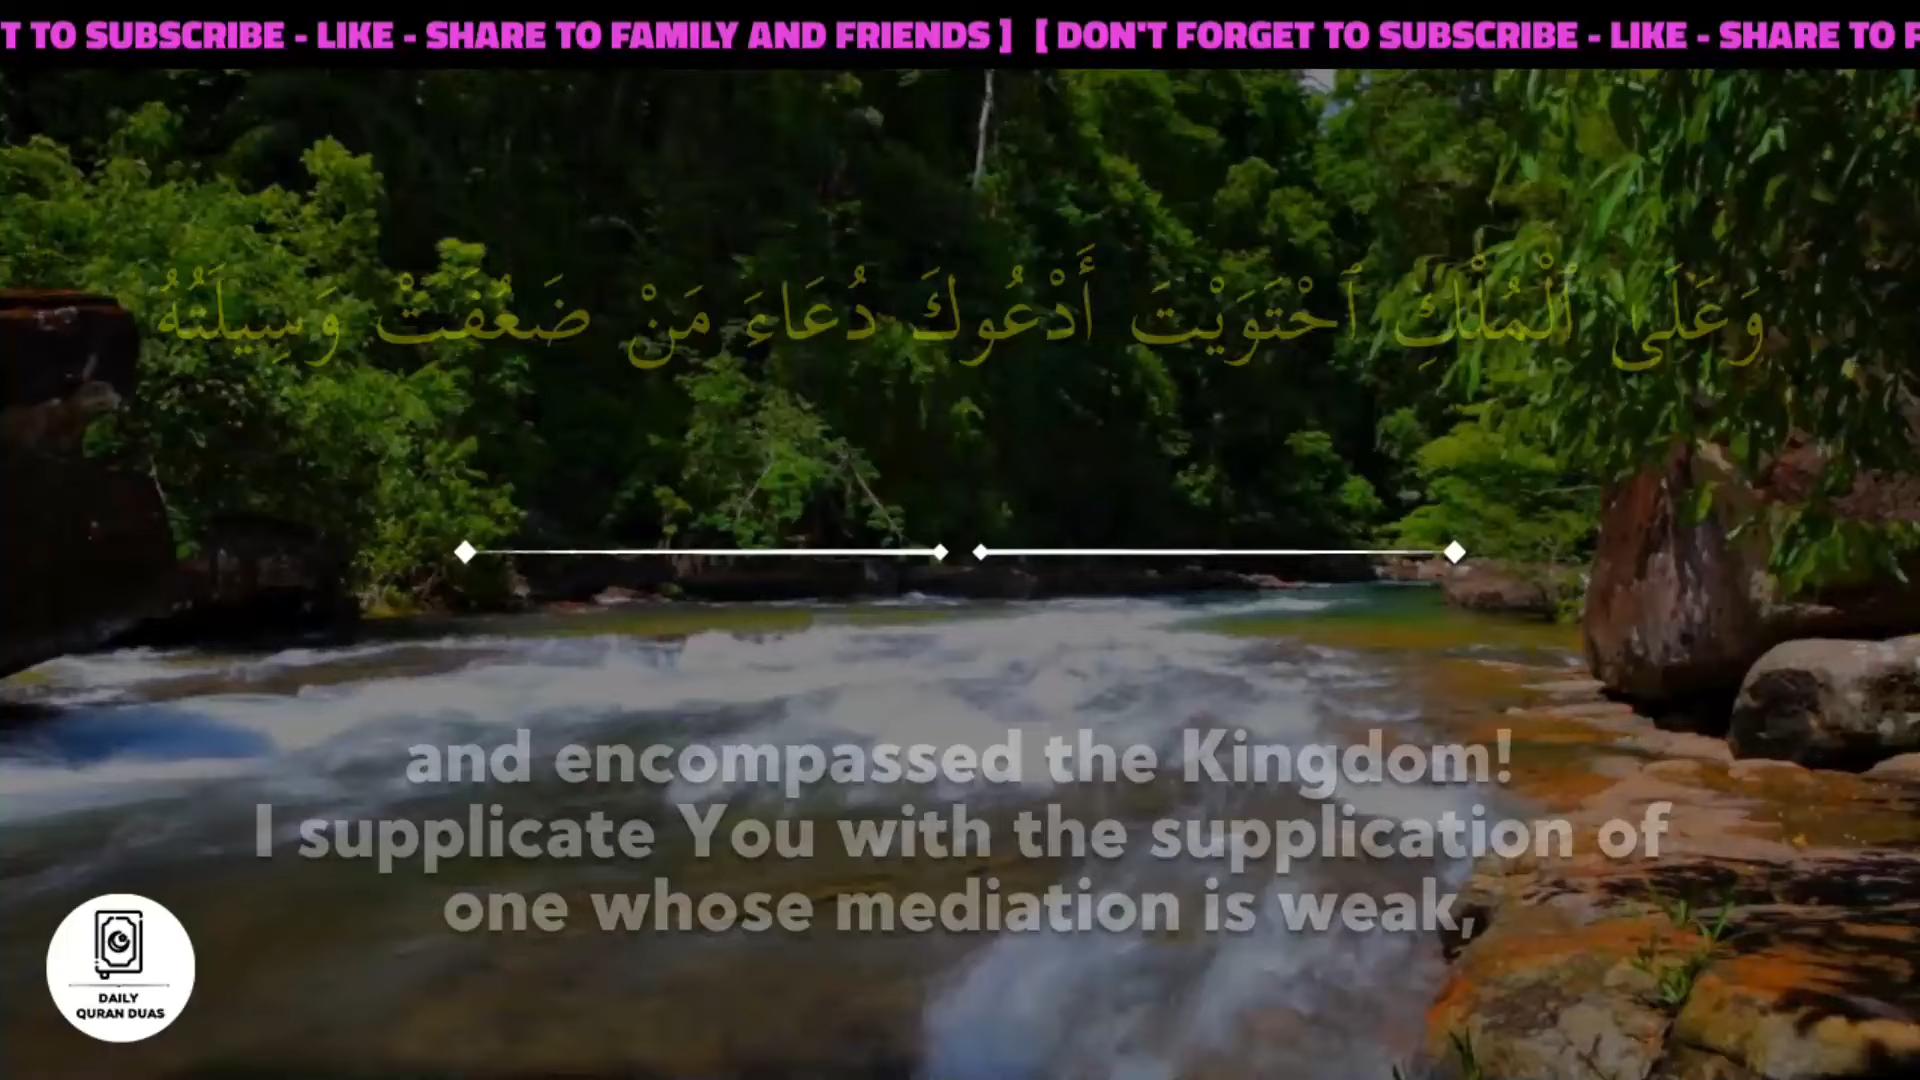 T TO SUBSCRIBE - LIKE - SHARE TO FAMILY AND FRIENDS ] [ DON'T FORGET TO SUBSCRIBE - LIKE - SHARE TO F
وَعَلَى ٱلْمُلْكِ ٱحْتَوَيْتَ أَدْعُوكَ دُعَاءَ مَنْ ضَعُفَتْ وَسِيلَتُهُ
and encompassed the Kingdom!
I supplicate You with the supplication of
one whose mediation is weak,
DAILY
QURAN DUAS